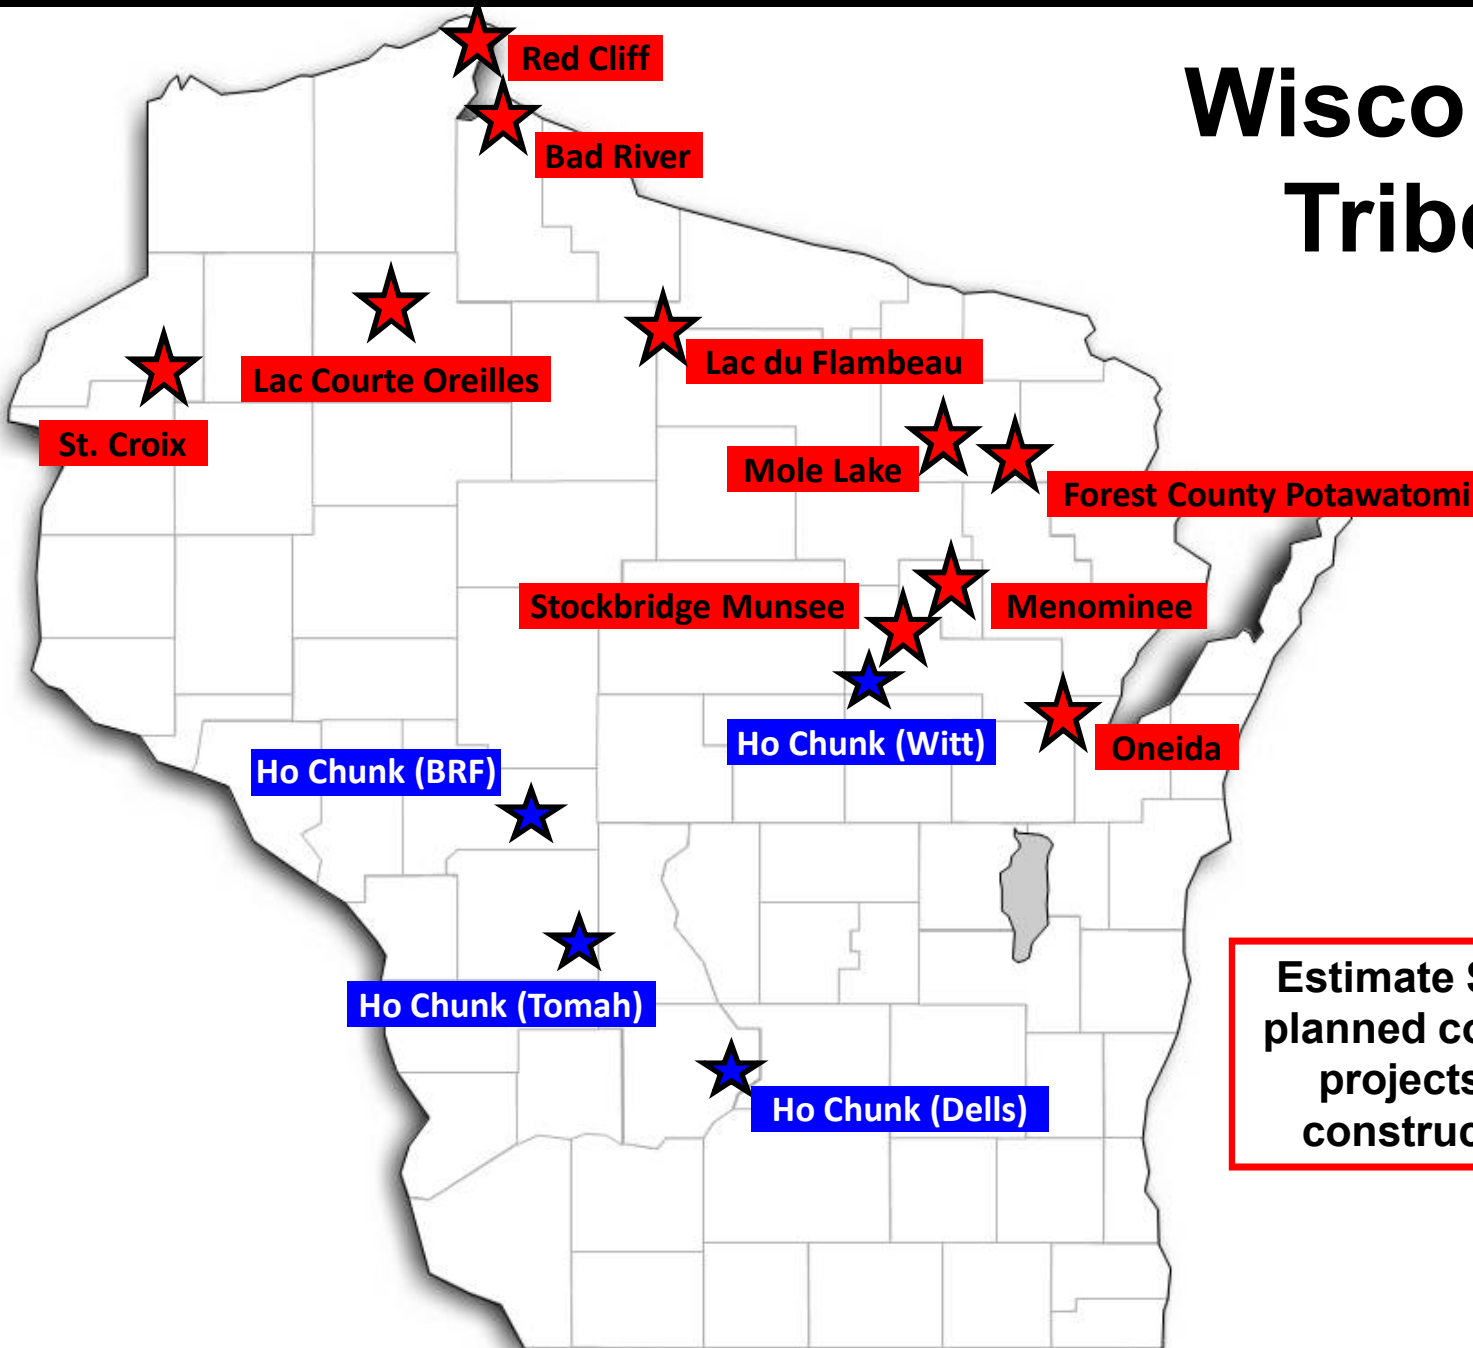 Wisco
Tribe
Red Cliff
Bad River
Lac Courte Oreilles
Lac du Flambeau
St. Croix
Mole Lake
Forest County Potawatomi
Stockbridge Munsee
Menominee
Ho Chunk (Witt)
Oneida
Ho Chunk (BRF)
Ho Chunk (Tomah)
Ho Chunk (Dells)
Estimate
planned co
projects
construc